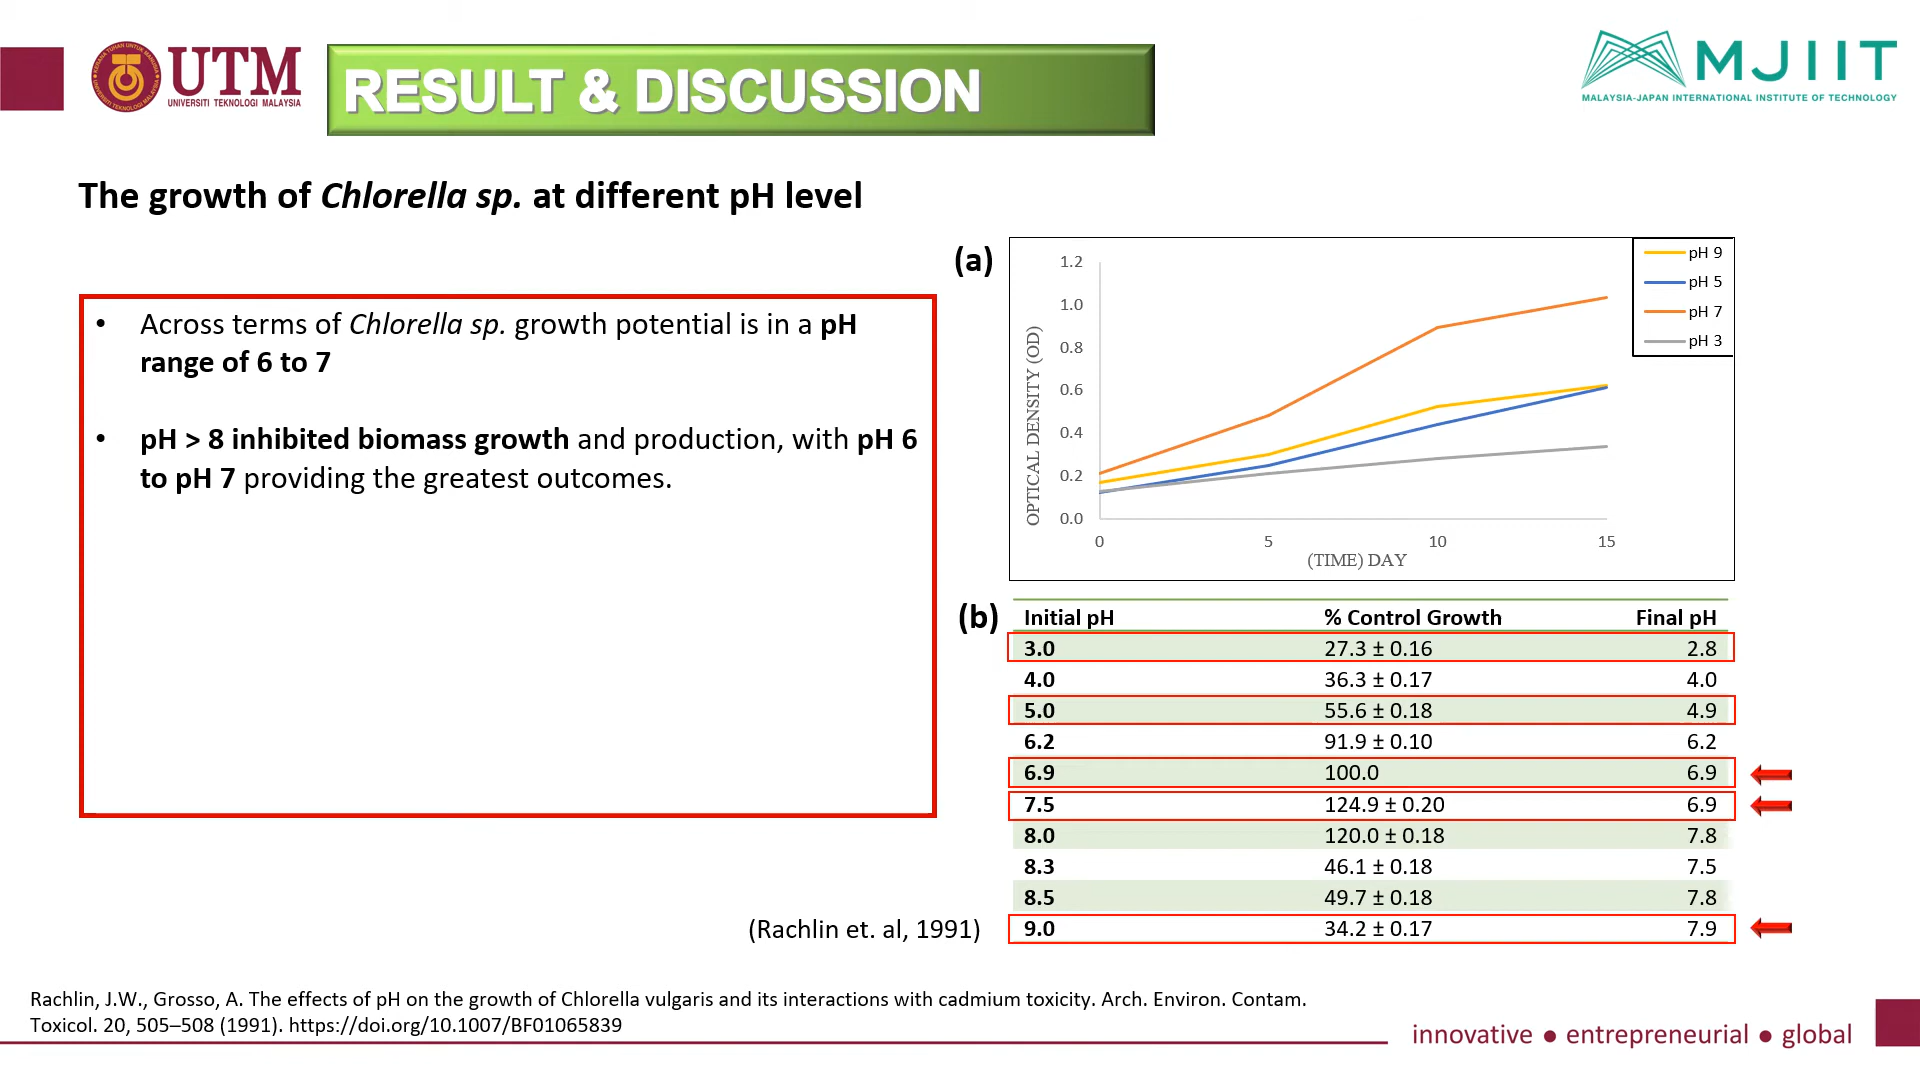 UTM
UNIVERSITI TEKNOLOGI MALAYSIA
RESULT & DISCUSSION
MJIIT
MALAYSIA-JAPAN INTERNATIONAL INSTITUTE OF TECHNOLOGY
The growth of Chlorella sp. at different pH level
• Across terms of Chlorella sp. growth potential is in a pH
range of 6 to 7
• pH > 8 inhibited biomass growth and production, with pH 6
to pH 7 providing the greatest outcomes.
(a)
1.2
1.0
0.8
0.6
0.4
0.2
0.0
OPTICAL DENSITY (OD)
0 5 10 15
(TIME) DAY
pH 9
pH 5
pH 7
pH 3
(b)
Initial pH % Control Growth Final pH
3.0 27.3 ± 0.16 2.8
4.0 36.3 ± 0.17 4.0
5.0 55.6 ± 0.18 4.9
6.2 91.9 ± 0.10 6.2
6.9 100.0 6.9
7.5 124.9 ± 0.20 6.9
8.0 120.0 ± 0.18 7.8
8.3 46.1 ± 0.18 7.5
8.5 49.7 ± 0.18 7.8
9.0 34.2 ± 0.17 7.9
(Rachlin et. al, 1991)
Rachlin, J.W., Grosso, A. The effects of pH on the growth of Chlorella vulgaris and its interactions with cadmium toxicity. Arch. Environ. Contam.
Toxicol. 20, 505–508 (1991). https://doi.org/10.1007/BF01065839
innovative ● entrepreneurial ● global